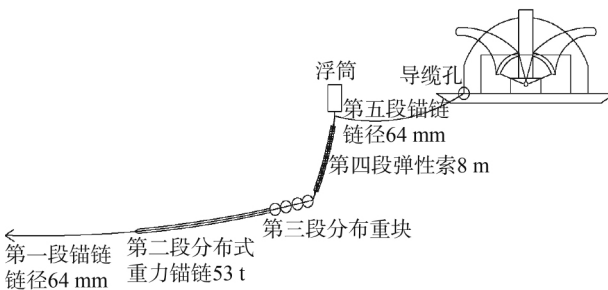 浮筒
导缆孔
第五段锚链
链径64 mm
第四段弹性索8 m
第三段分布重块
第一段锚链
链径64 mm
第二段分布式
重力锚链53 t